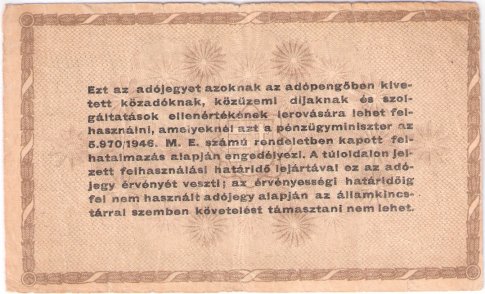 Ezt az adójegyet azoknak az adópengőben kive-
tett közadóknak, közüzemi díjaknak és szol-
gáltatások ellenértékének lerovására lehet fel-
használni, amelyeknél azt a pénzügyminiszter az
5.970/1946. M. E. számú rendeletben kapott fel-
hatalmazás alapján engedélyezi. A túloldalon jel-
zett felhasználási határidő lejártával ez az adó-
jegy érvényét veszti; az érvényességi határidőig
fel nem használt adójegy alapján az államkincs-
tárral szemben követelést támasztani nem lehet.